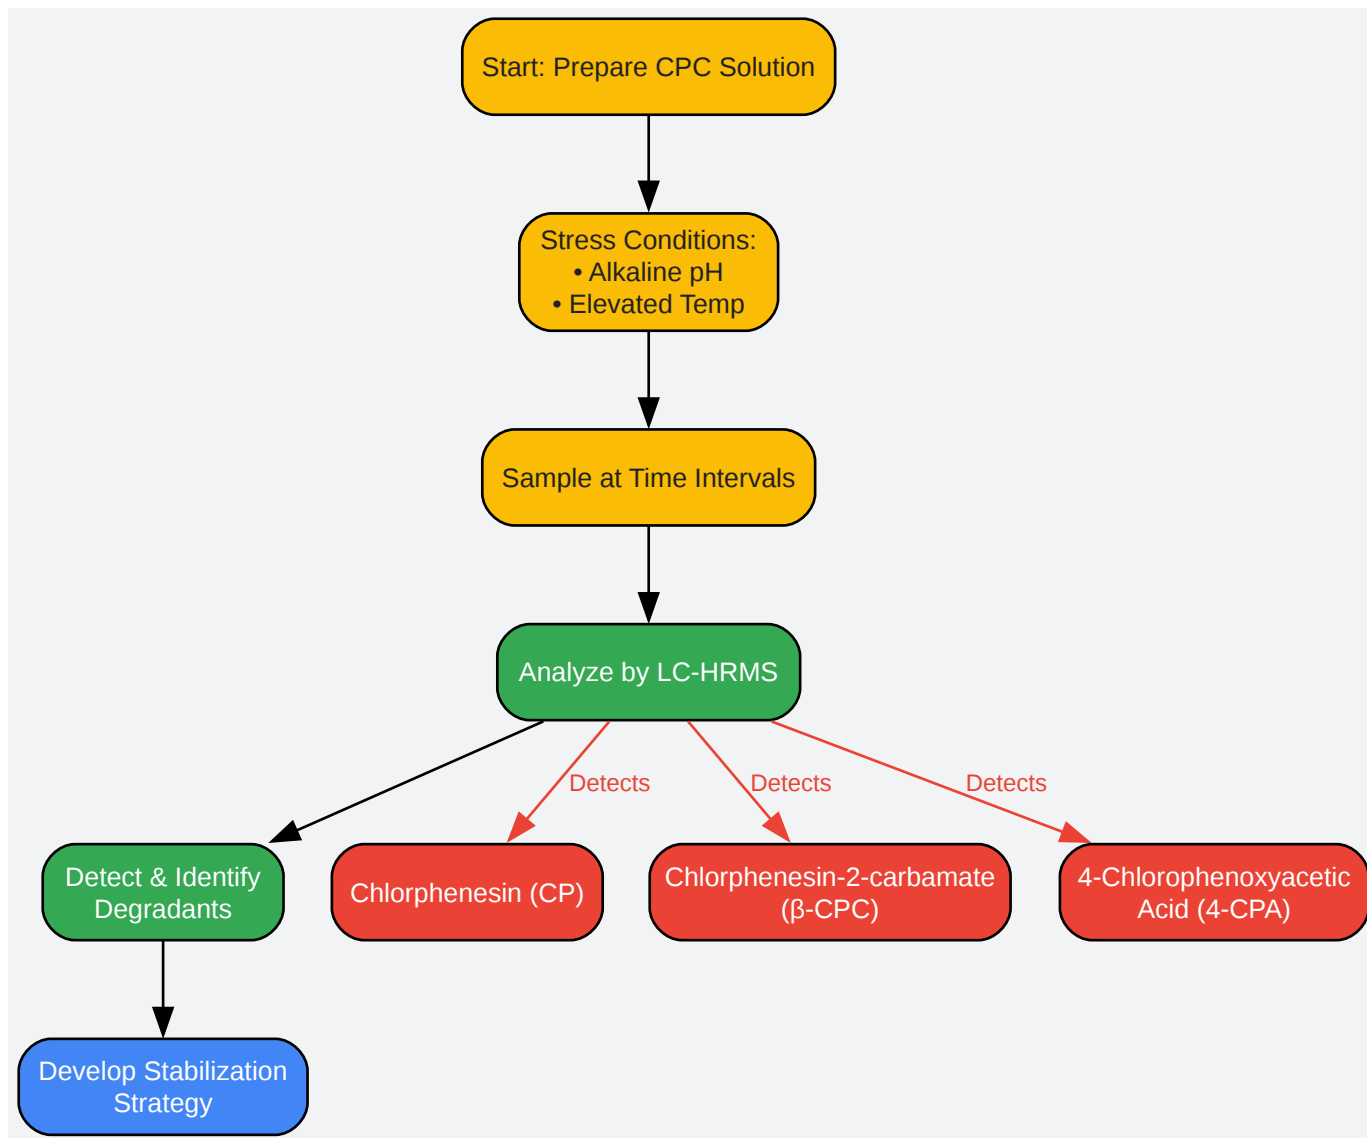 Start: Prepare CPC Solution
Stress Conditions:
• Alkaline pH
• Elevated Temp
Sample at Time Intervals
Analyze by LC-HRMS
Detects
Detects
Detects
Detect & Identify
Degradants
Chlorphenesin (CP)
Chlorphenesin-2-carbamate
(β-CPC)
4-Chlorophenoxyacetic
Acid (4-CPA)
Develop Stabilization
Strategy